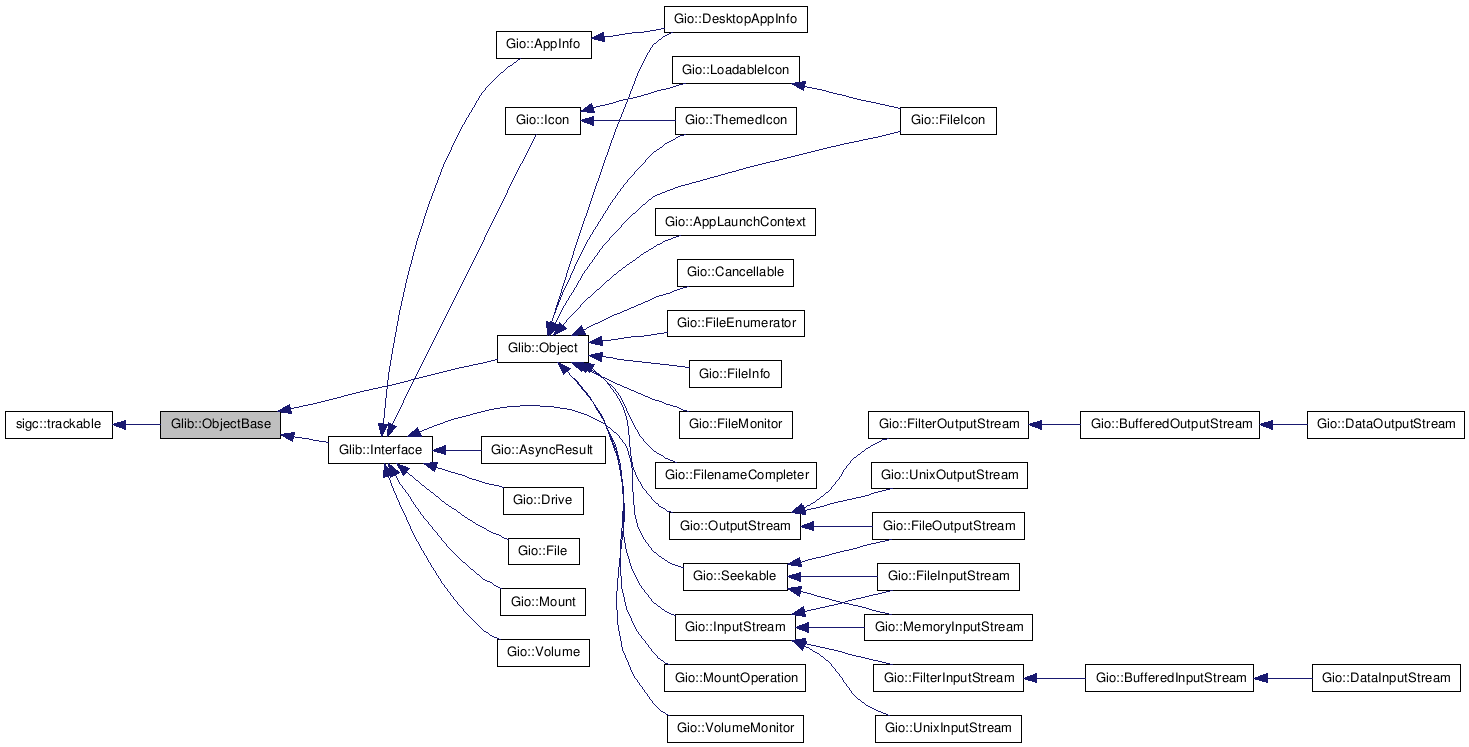 Gio::DesktopAppInfo
Gio::AppInfo
Gio::LoadableIcon
Gio::Icon
Gio::ThemedIcon
Gio::FileIcon
Gio::AppLaunchContext
Gio::Cancellable
Gio::FileEnumerator
Glib::Object
Gio::FileInfo
sigc::trackable
Glib::ObjectBase
Gio::FileMonitor
Gio::FilterOutputStream
Gio::BufferedOutputStream
Gio::DataOutputStream
Glib::Interface
Gio::AsyncResult
Gio::FilenameCompleter
Gio::UnixOutputStream
Gio::Drive
Gio::OutputStream
Gio::FileOutputStream
Gio::File
Gio::Seekable
Gio::FileInputStream
Gio::Mount
Gio::InputStream
Gio::MemoryInputStream
Gio::Volume
Gio::MountOperation
Gio::FilterInputStream
Gio::BufferedInputStream
Gio::DataInputStream
Gio::VolumeMonitor
Gio::UnixInputStream